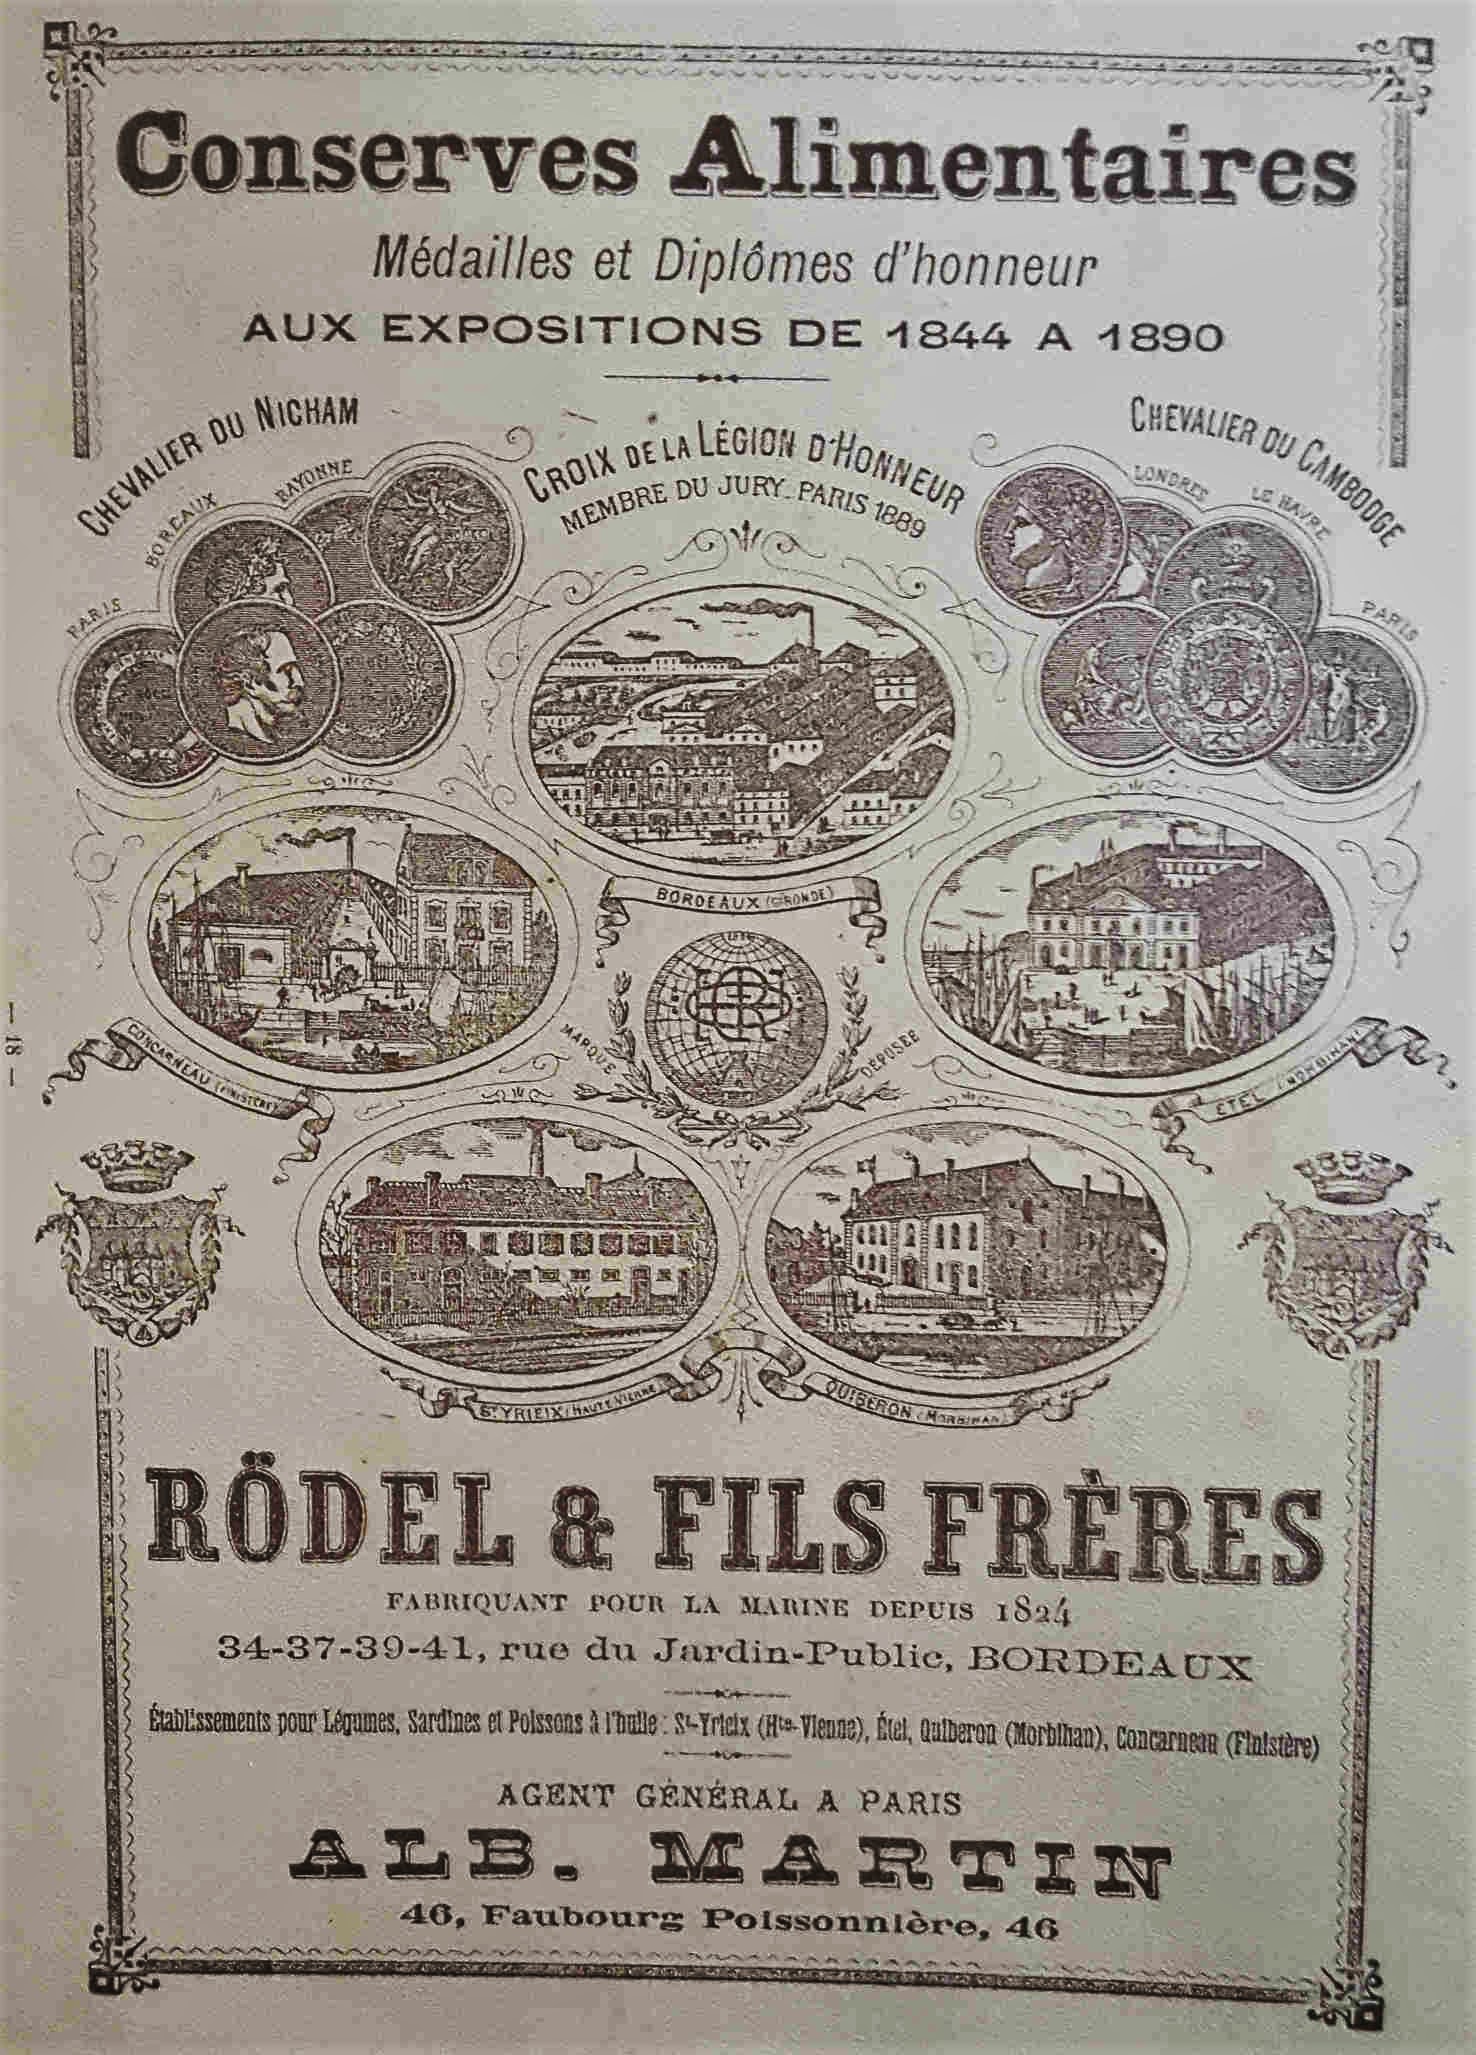 Conserves Alimentaires
Médailles et Diplômes d'honneur
AUX EXPOSITIONS DE 1844 A 1890
CHEVALIER DU NICHAM
CROIX DE LA LÉGION D'HONNEUR
MEMBRE DU JURY_PARIS 1889
CHEVALIER DU CAMBODGE
PARIS
BOREAUX
BAYONNE
LONDRES
LE HAVRE
PARIS
BORDEAUX (GIRONDE)
CONCARNEAU (FINISTÈRE)
MARQUE
DÉPOSÉE
ETEL (MORBIHAN)
— 18 —
St YRIEIX (HAUTE VIENNE)
QUIBERON (MORBIHAN)
RÖDEL & FILS FRÈRES
FABRIQUANT POUR LA MARINE DEPUIS 1824
34-37-39-41, rue du Jardin-Public, BORDEAUX
Établissements pour Légumes, Sardines et Poissons à l'huile : St-Yrieix (Hte-Vienne), Étel, Quiberon (Morbihan), Concarneau (Finistère)
AGENT GÉNÉRAL A PARIS
ALB. MARTIN
46, Faubourg Poissonnière, 46